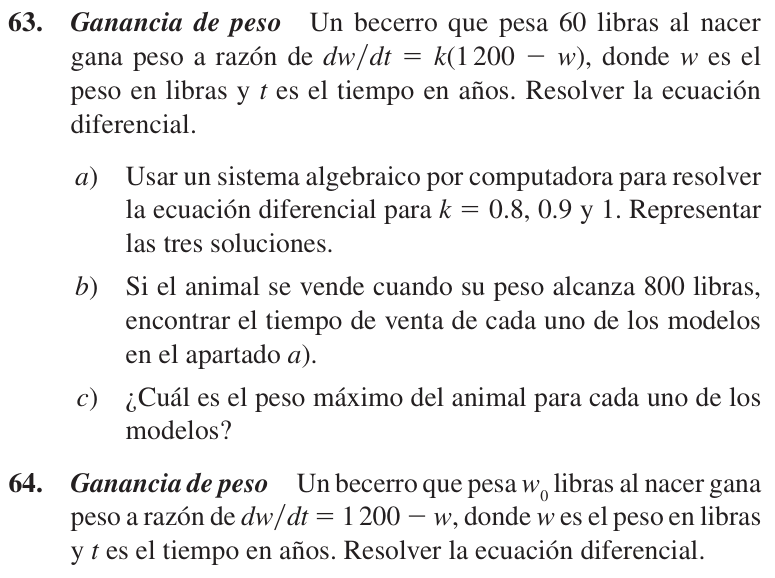 63. Ganancia de peso Un becerro que pesa 60 libras al nacer
gana peso a razón de dw/dt = k(1 200 − w), donde w es el
peso en libras y t es el tiempo en años. Resolver la ecuación
diferencial.
a) Usar un sistema algebraico por computadora para resolver
la ecuación diferencial para k = 0.8, 0.9 y 1. Representar
las tres soluciones.
b) Si el animal se vende cuando su peso alcanza 800 libras,
encontrar el tiempo de venta de cada uno de los modelos
en el apartado a).
c) ¿Cuál es el peso máximo del animal para cada uno de los
modelos?
64. Ganancia de peso Un becerro que pesa w₀ libras al nacer gana
peso a razón de dw/dt = 1 200 − w, donde w es el peso en libras
y t es el tiempo en años. Resolver la ecuación diferencial.